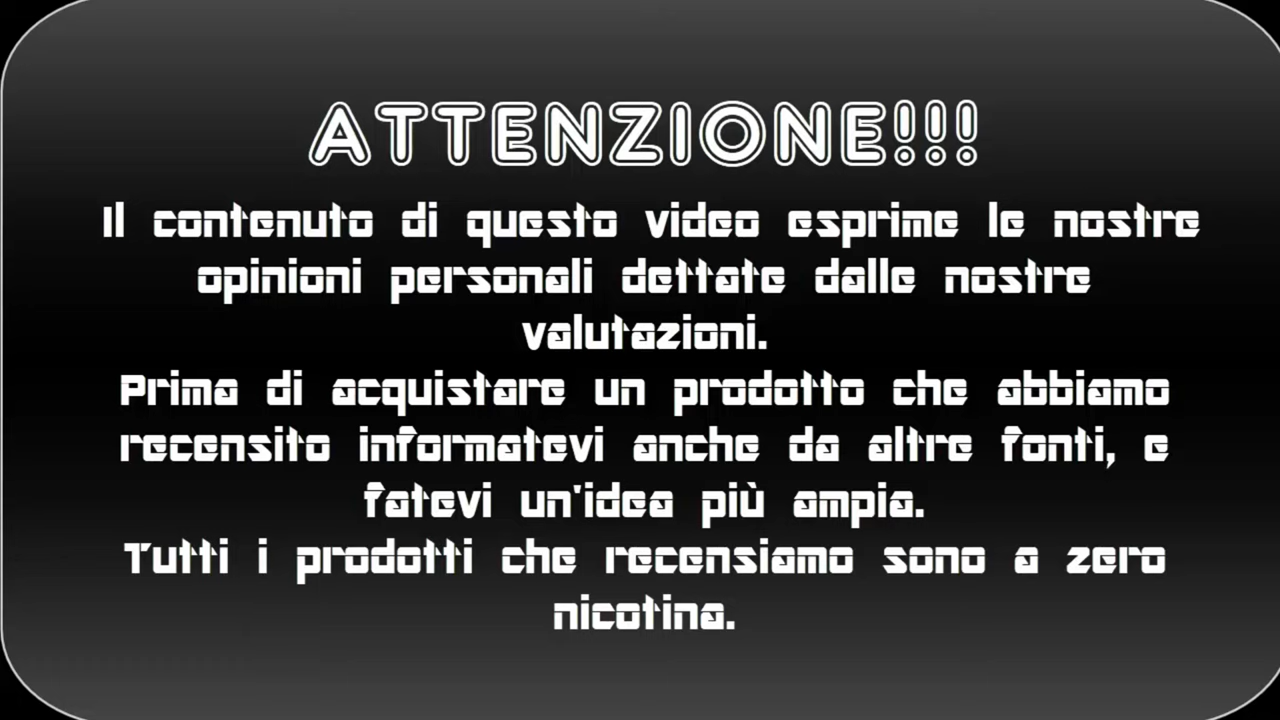 ATTENZIONE!!!
Il contenuto di questo video esprime le nostre
opinioni personali dettate dalle nostre
valutazioni.
Prima di acquistare un prodotto che abbiamo
recensito informatevi anche da altre fonti, e
fatevi un'idea più ampia.
Tutti i prodotti che recensiamo sono a zero
nicotina.